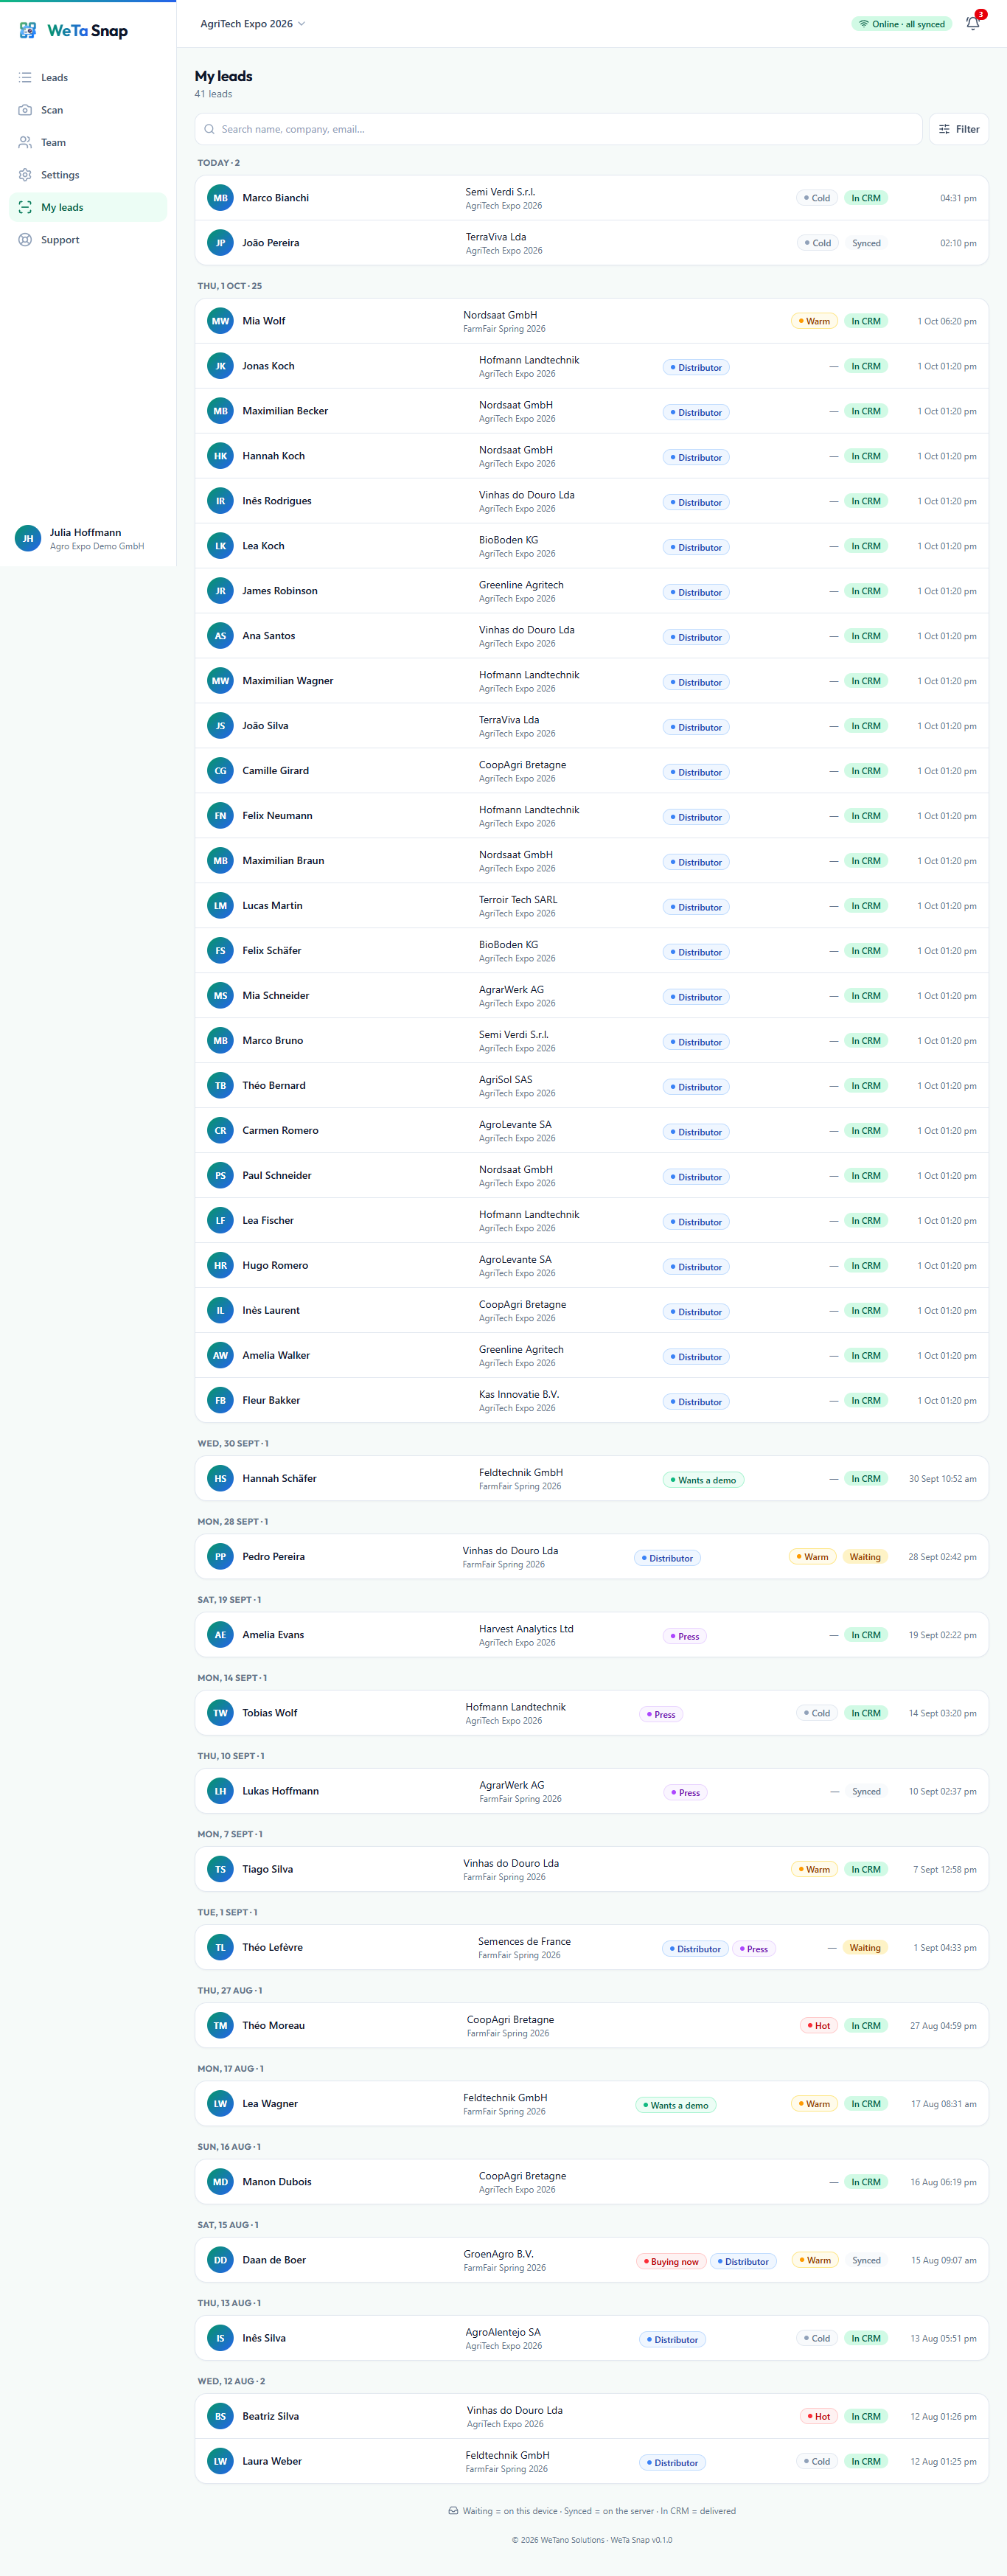 WeTa Snap
Leads
Scan
Team
Settings
My leads
Support
JH
Julia Hoffmann
Agro Expo Demo GmbH
AgriTech Expo 2026
Online · all synced
3
My leads
41 leads
Search name, company, email...
Filter
TODAY · 2
MB Marco Bianchi Semi Verdi S.r.l. Cold In CRM 04:31 pm
AgriTech Expo 2026
JP João Pereira TerraViva Lda Cold Synced 02:10 pm
AgriTech Expo 2026
THU, 1 OCT · 25
MW Mia Wolf Nordsaat GmbH Warm In CRM 1 Oct 06:20 pm
FarmFair Spring 2026
JK Jonas Koch Hofmann Landtechnik Distributor — In CRM 1 Oct 01:20 pm
AgriTech Expo 2026
MB Maximilian Becker Nordsaat GmbH Distributor — In CRM 1 Oct 01:20 pm
AgriTech Expo 2026
HK Hannah Koch Nordsaat GmbH Distributor — In CRM 1 Oct 01:20 pm
AgriTech Expo 2026
IR Inês Rodrigues Vinhas do Douro Lda Distributor — In CRM 1 Oct 01:20 pm
AgriTech Expo 2026
LK Lea Koch BioBoden KG Distributor — In CRM 1 Oct 01:20 pm
AgriTech Expo 2026
JR James Robinson Greenline Agritech Distributor — In CRM 1 Oct 01:20 pm
AgriTech Expo 2026
AS Ana Santos Vinhas do Douro Lda Distributor — In CRM 1 Oct 01:20 pm
AgriTech Expo 2026
MW Maximilian Wagner Hofmann Landtechnik Distributor — In CRM 1 Oct 01:20 pm
AgriTech Expo 2026
JS João Silva TerraViva Lda Distributor — In CRM 1 Oct 01:20 pm
AgriTech Expo 2026
CG Camille Girard CoopAgri Bretagne Distributor — In CRM 1 Oct 01:20 pm
AgriTech Expo 2026
FN Felix Neumann Hofmann Landtechnik Distributor — In CRM 1 Oct 01:20 pm
AgriTech Expo 2026
MB Maximilian Braun Nordsaat GmbH Distributor — In CRM 1 Oct 01:20 pm
AgriTech Expo 2026
LM Lucas Martin Terroir Tech SARL Distributor — In CRM 1 Oct 01:20 pm
AgriTech Expo 2026
FS Felix Schäfer BioBoden KG Distributor — In CRM 1 Oct 01:20 pm
AgriTech Expo 2026
MS Mia Schneider AgrarWerk AG Distributor — In CRM 1 Oct 01:20 pm
AgriTech Expo 2026
MB Marco Bruno Semi Verdi S.r.l. Distributor — In CRM 1 Oct 01:20 pm
AgriTech Expo 2026
TB Théo Bernard AgriSol SAS Distributor — In CRM 1 Oct 01:20 pm
AgriTech Expo 2026
CR Carmen Romero AgroLevante SA Distributor — In CRM 1 Oct 01:20 pm
AgriTech Expo 2026
PS Paul Schneider Nordsaat GmbH Distributor — In CRM 1 Oct 01:20 pm
AgriTech Expo 2026
LF Lea Fischer Hofmann Landtechnik Distributor — In CRM 1 Oct 01:20 pm
AgriTech Expo 2026
HR Hugo Romero AgroLevante SA Distributor — In CRM 1 Oct 01:20 pm
AgriTech Expo 2026
IL Inès Laurent CoopAgri Bretagne Distributor — In CRM 1 Oct 01:20 pm
AgriTech Expo 2026
AW Amelia Walker Greenline Agritech Distributor — In CRM 1 Oct 01:20 pm
AgriTech Expo 2026
FB Fleur Bakker Kas Innovatie B.V. Distributor — In CRM 1 Oct 01:20 pm
AgriTech Expo 2026
WED, 30 SEPT · 1
HS Hannah Schäfer Feldtechnik GmbH Wants a demo — In CRM 30 Sept 10:52 am
FarmFair Spring 2026
MON, 28 SEPT · 1
PP Pedro Pereira Vinhas do Douro Lda Distributor Warm Waiting 28 Sept 02:42 pm
FarmFair Spring 2026
SAT, 19 SEPT · 1
AE Amelia Evans Harvest Analytics Ltd Press — In CRM 19 Sept 02:22 pm
AgriTech Expo 2026
MON, 14 SEPT · 1
TW Tobias Wolf Hofmann Landtechnik Press Cold In CRM 14 Sept 03:20 pm
AgriTech Expo 2026
THU, 10 SEPT · 1
LH Lukas Hoffmann AgrarWerk AG Press — Synced 10 Sept 02:37 pm
FarmFair Spring 2026
MON, 7 SEPT · 1
TS Tiago Silva Vinhas do Douro Lda Warm In CRM 7 Sept 12:58 pm
FarmFair Spring 2026
TUE, 1 SEPT · 1
TL Théo Lefèvre Semences de France Distributor Press — Waiting 1 Sept 04:33 pm
FarmFair Spring 2026
THU, 27 AUG · 1
TM Théo Moreau CoopAgri Bretagne Hot In CRM 27 Aug 04:59 pm
FarmFair Spring 2026
MON, 17 AUG · 1
LW Lea Wagner Feldtechnik GmbH Wants a demo Warm In CRM 17 Aug 08:31 am
FarmFair Spring 2026
SUN, 16 AUG · 1
MD Manon Dubois CoopAgri Bretagne — In CRM 16 Aug 06:19 pm
AgriTech Expo 2026
SAT, 15 AUG · 1
DD Daan de Boer GroenAgro B.V. Buying now Distributor Warm Synced 15 Aug 09:07 am
FarmFair Spring 2026
THU, 13 AUG · 1
IS Inês Silva AgroAlentejo SA Distributor Cold In CRM 13 Aug 05:51 pm
AgriTech Expo 2026
WED, 12 AUG · 2
BS Beatriz Silva Vinhas do Douro Lda Hot In CRM 12 Aug 01:26 pm
AgriTech Expo 2026
LW Laura Weber Feldtechnik GmbH Distributor Cold In CRM 12 Aug 01:25 pm
AgriTech Expo 2026
Waiting = on this device · Synced = on the server · In CRM = delivered
© 2026 WeTano Solutions · WeTa Snap v0.1.0